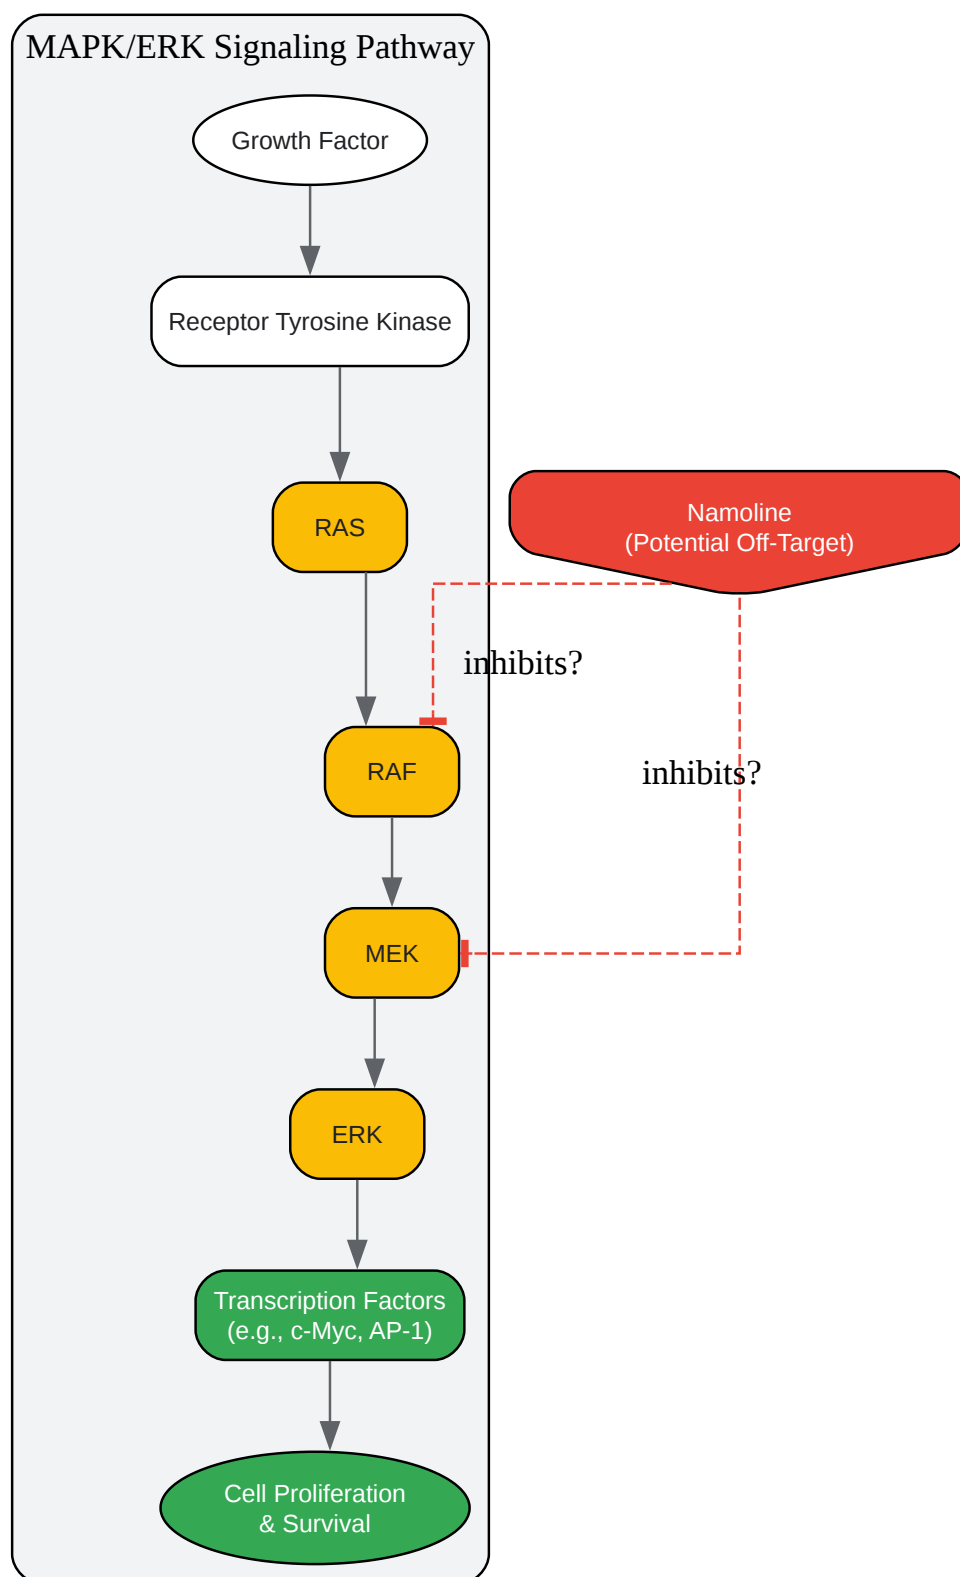 MAPK/ERK Signaling Pathway
Growth Factor
Receptor Tyrosine Kinase
RAS
Namoline
(Potential Off-Target)
inhibits?
RAF
inhibits?
MEK
ERK
Transcription Factors
(e.g., c-Myc, AP-1)
Cell Proliferation
& Survival